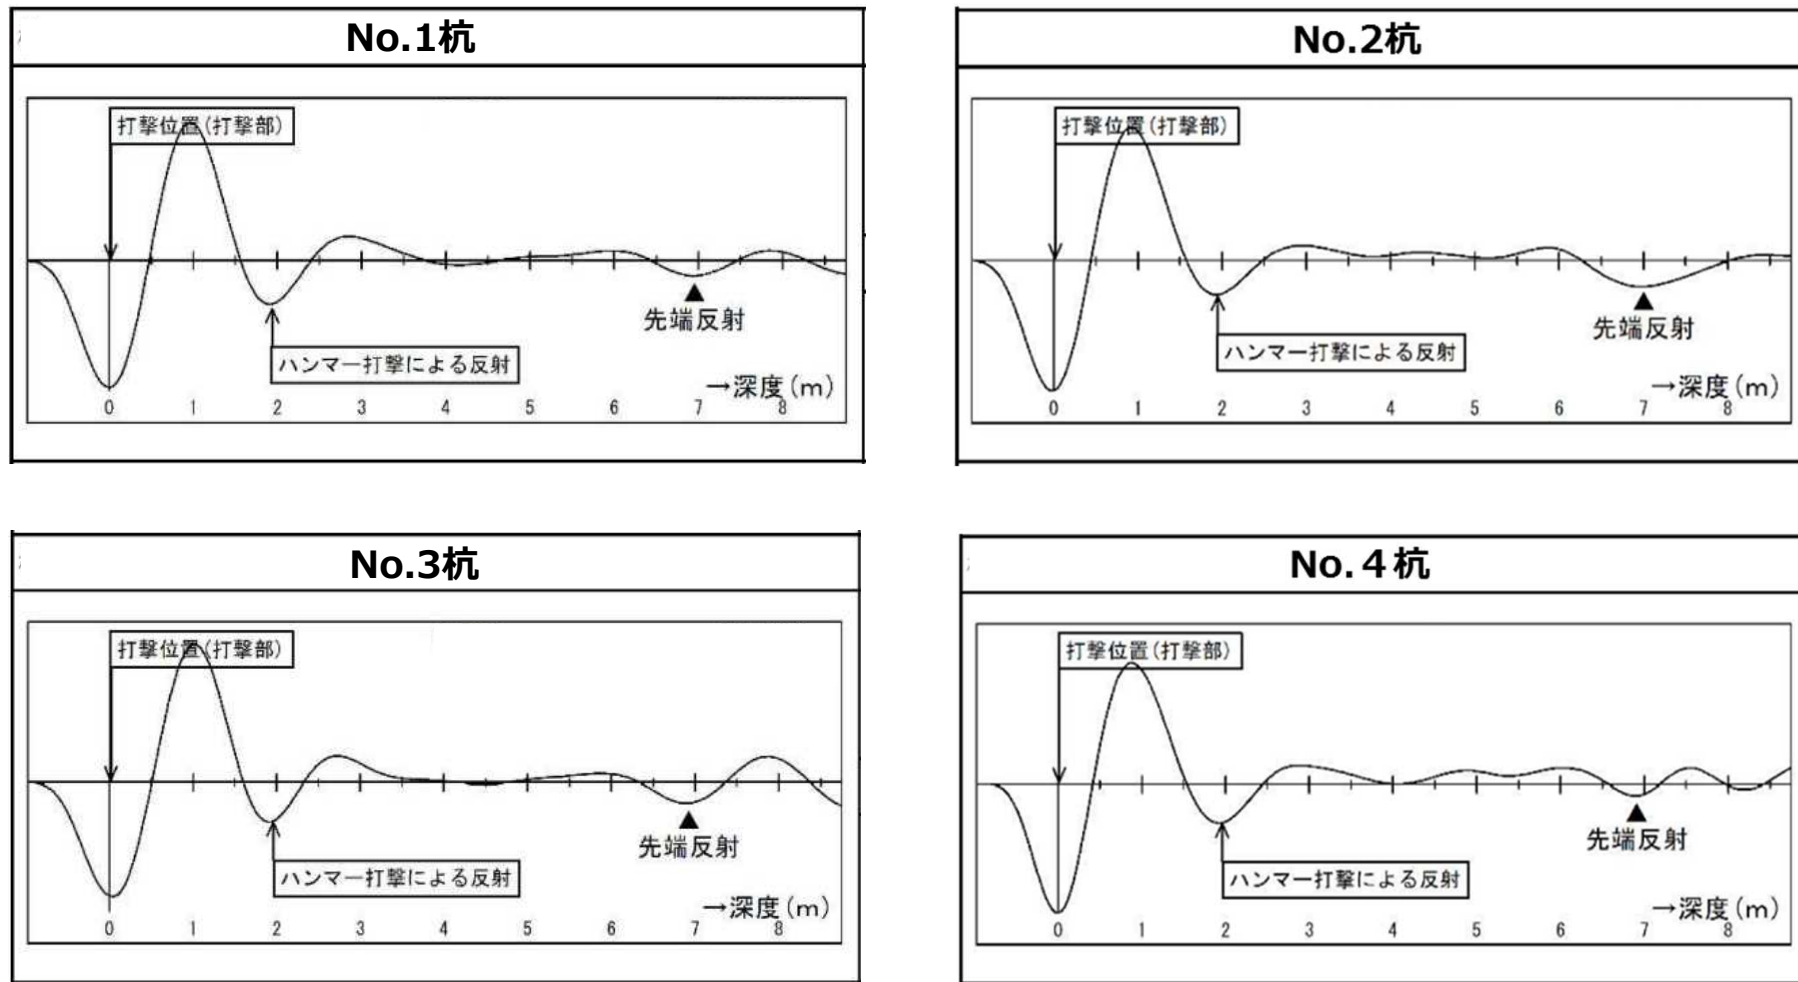 No.1杭
打撃位置(打撃部)
先端反射
ハンマー打撃による反射
→深度(m)
0 1 2 3 4 5 6 7 8
No.2杭
打撃位置(打撃部)
先端反射
ハンマー打撃による反射
→深度(m)
0 1 2 3 4 5 6 7 8
No.3杭
打撃位置(打撃部)
先端反射
ハンマー打撃による反射
→深度(m)
0 1 2 3 4 5 6 7 8
No.４杭
打撃位置(打撃部)
先端反射
ハンマー打撃による反射
→深度(m)
0 1 2 3 4 5 6 7 8